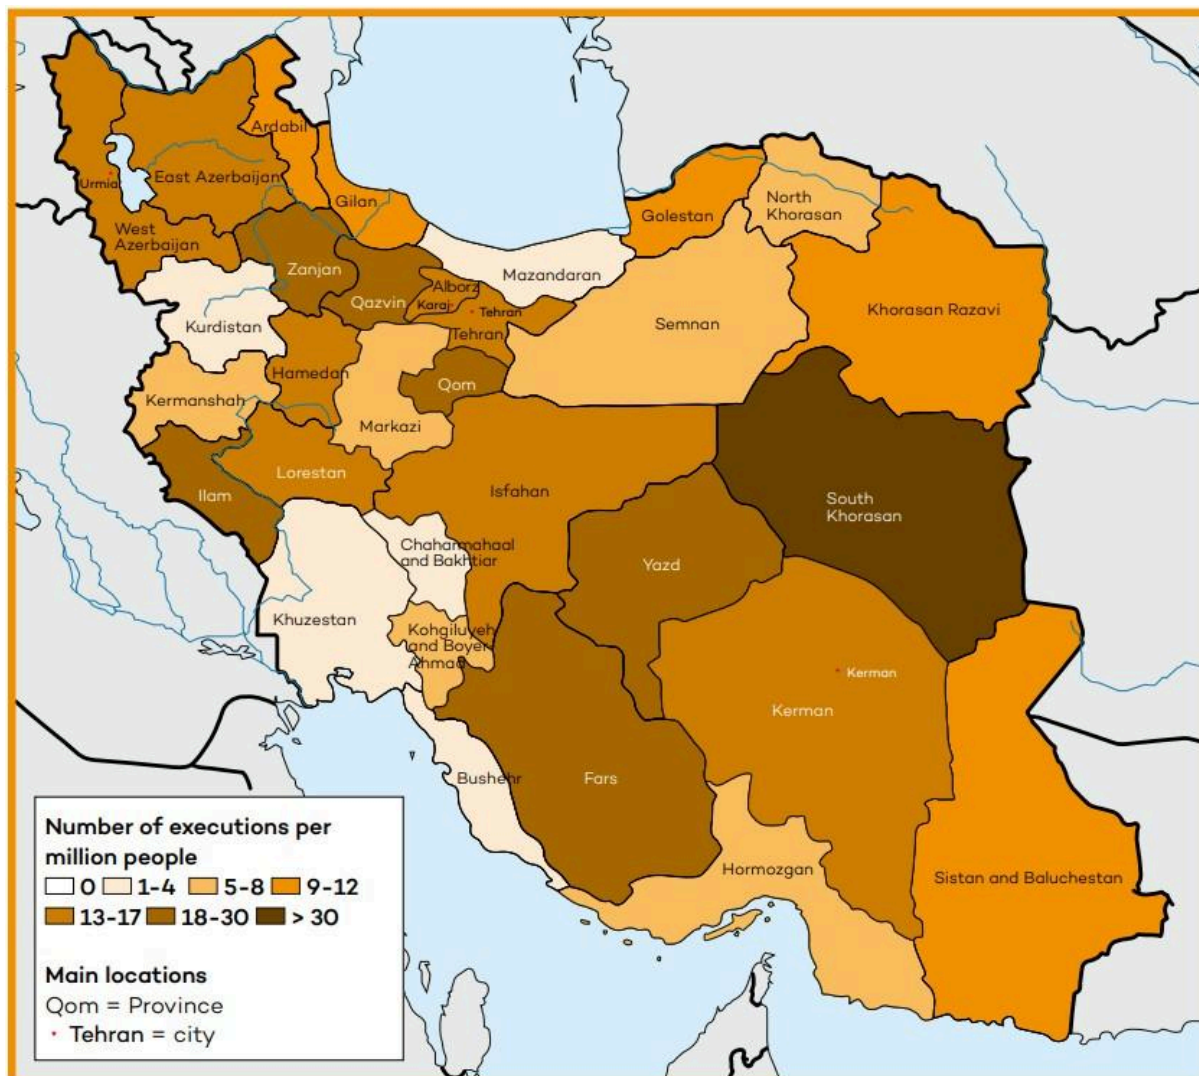 Ardabil
Urmia
East Azerbaijan
Gilan
West
Azerbaijan
Golestan
North
Khorasan
Zanjan
Mazandaran
Qazvin
Alborz
Karaj
Tehran
Tehran
Kurdistan
Semnan
Khorasan Razavi
Hamedan
Qom
Kermanshah
Markazi
Lorestan
Ilam
Isfahan
South
Khorasan
Chaharmahaal
and Bakhtiar
Yazd
Khuzestan
Kohgiluyeh
and Boyer-
Ahmad
Kerman
Kerman
Bushehr
Fars
Hormozgan
Sistan and Baluchestan
Number of executions per
million people
0 1-4 5-8 9-12
13-17 18-30 > 30
Main locations
Qom = Province
Tehran = city